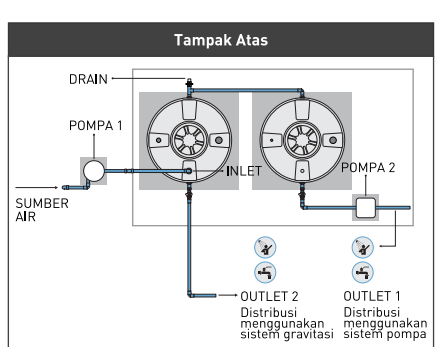 Tampak Atas
DRAIN
POMPA 1
INLET
POMPA 2
SUMBER
AIR
OUTLET 2
Distribusi
menggunakan
sistem gravitasi
OUTLET 1
Distribusi
menggunakan
sistem pompa